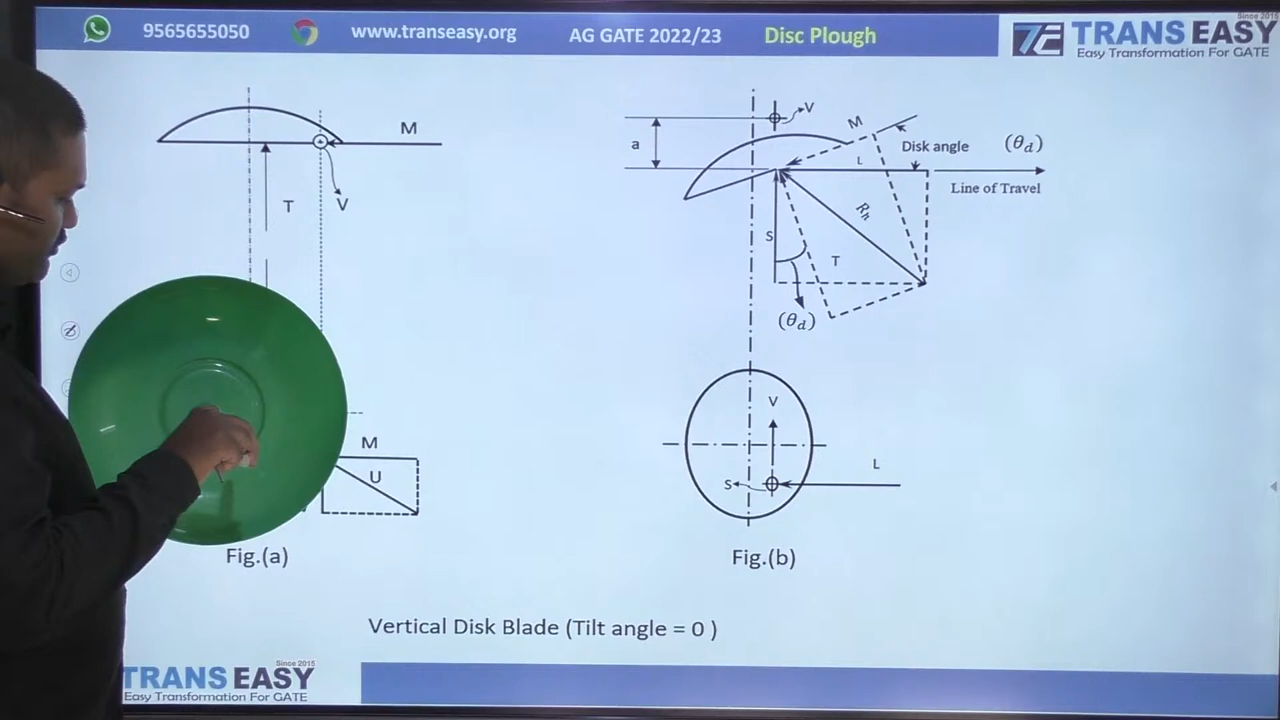 9565655050
www.transeasy.org
AG GATE 2022/23
Disc Plough
Since 2015
TRANS EASY
Easy Transformation For GATE
M
T
V
M
U
Fig.(a)
V
a
M
Disk angle (θd)
L
Line of Travel
Rh
S
T
(θd)
V
L
S
Fig.(b)
Vertical Disk Blade (Tilt angle = 0 )
Since 2015
TRANS EASY
Easy Transformation For GATE